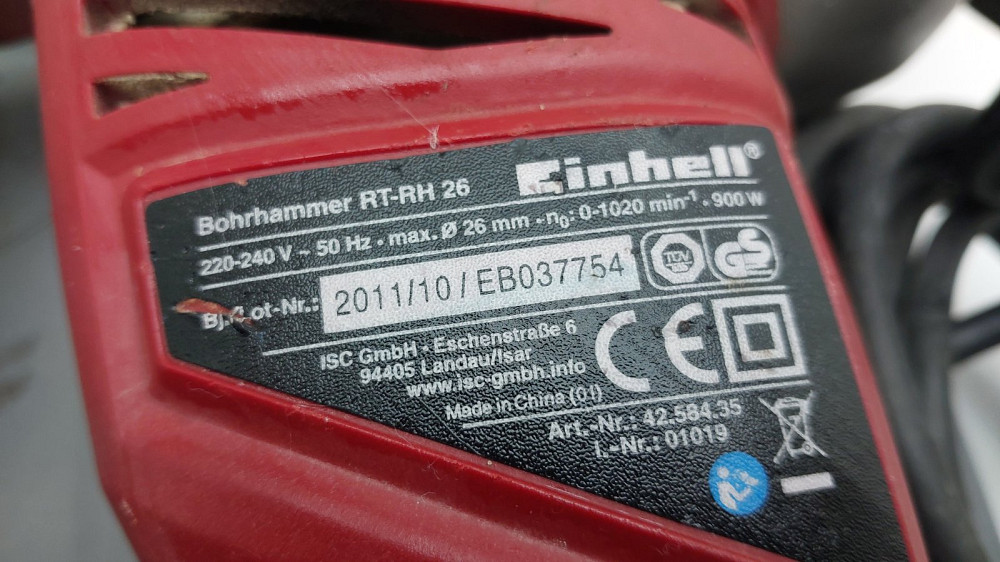 Einhell®
Bohrhammer RT-RH 26
220-240 V ~ 50 Hz · max. Ø 26 mm · n₀: 0-1020 min⁻¹ · 900 W
Bj./Lot-Nr.: 2011/10 / EB037754
TÜV GS
ISC GmbH · Eschenstraße 6
94405 Landau/Isar
www.isc-gmbh.info
CE
Made in China (01)
Art.-Nr.: 42.584.35
I.-Nr.: 01019